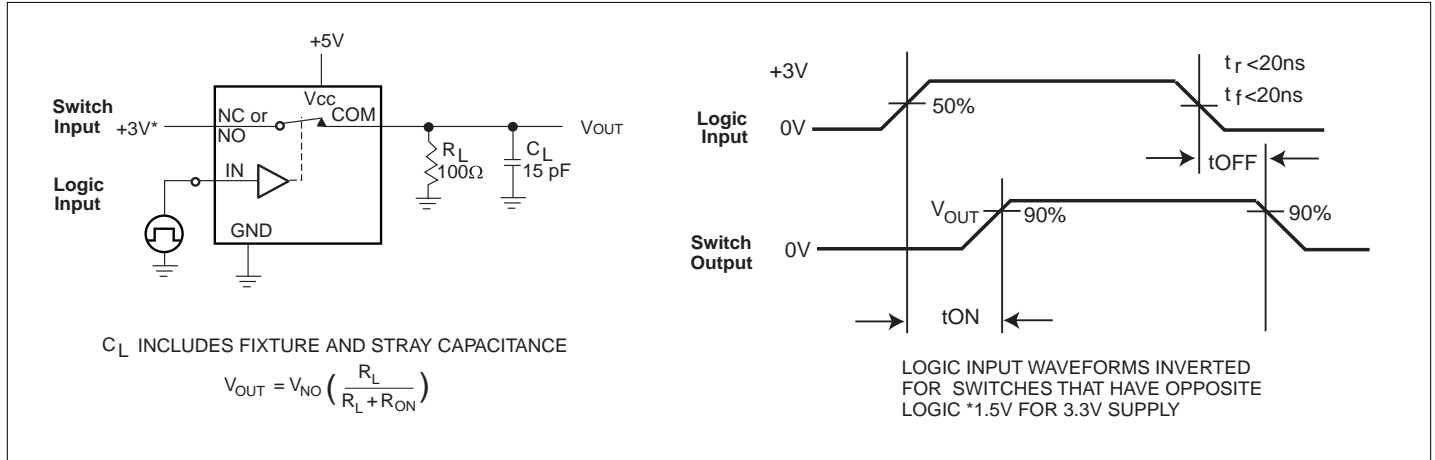 +5V
Vcc
Switch Input
+3V*
NC or NO
COM
VOUT
RL 100Ω
CL 15 pF
IN
Logic Input
GND
CL INCLUDES FIXTURE AND STRAY CAPACITANCE
VOUT = VNO ( RL / RL + RON )
+3V
Logic Input
0V
50%
tr <20ns
tf <20ns
tOFF
VOUT
90%
90%
Switch Output
0V
tON
LOGIC INPUT WAVEFORMS INVERTED
FOR SWITCHES THAT HAVE OPPOSITE
LOGIC *1.5V FOR 3.3V SUPPLY